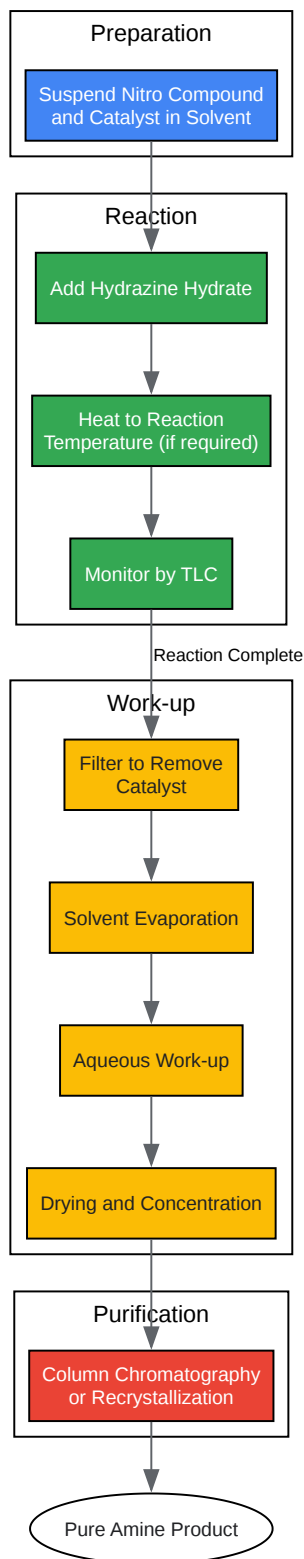 Preparation
Suspend Nitro Compound
and Catalyst in Solvent
Reaction
Add Hydrazine Hydrate
Heat to Reaction
Temperature (if required)
Monitor by TLC
Reaction Complete
Work-up
Filter to Remove
Catalyst
Solvent Evaporation
Aqueous Work-up
Drying and Concentration
Purification
Column Chromatography
or Recrystallization
Pure Amine Product